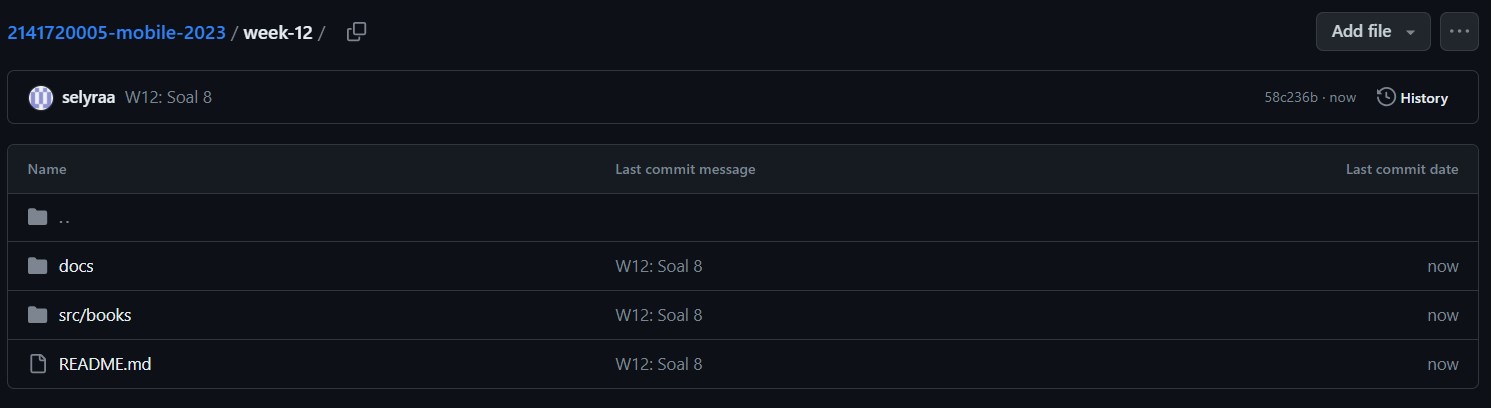 2141720005-mobile-2023 / week-12 /
Add file
selyraa W12: Soal 8
58c236b · now
History
Name Last commit message Last commit date
..
docs W12: Soal 8 now
src/books W12: Soal 8 now
README.md W12: Soal 8 now